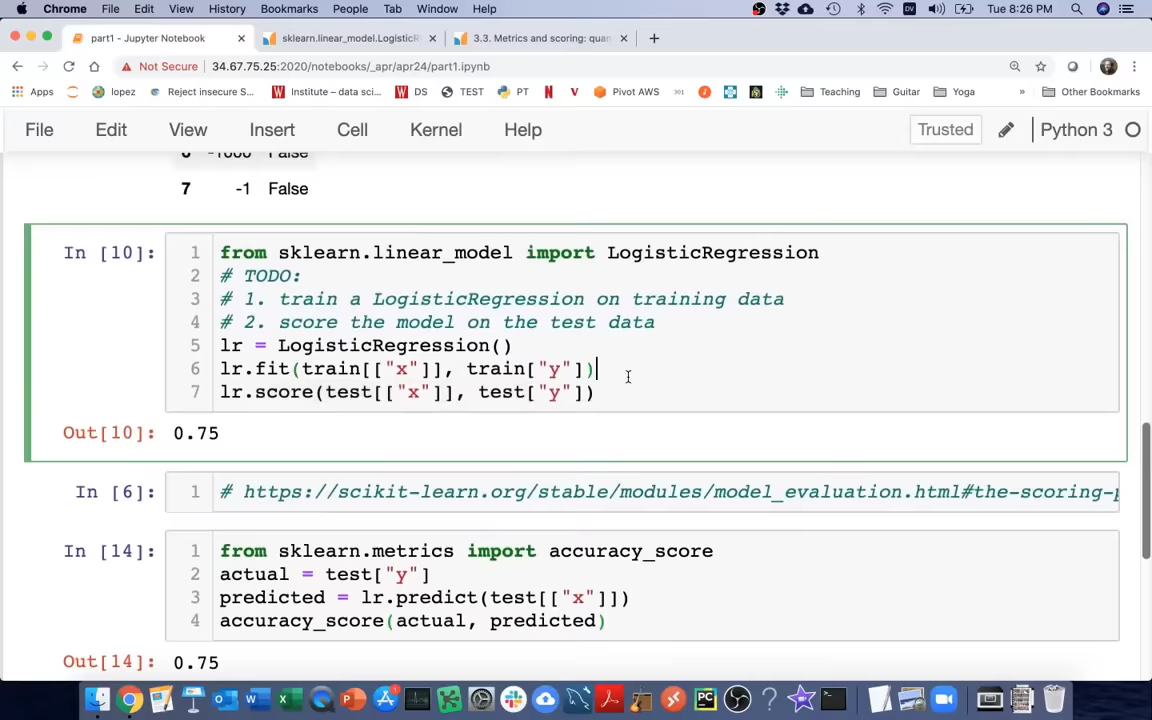 Chrome File Edit View History Bookmarks People Tab Window Help DV Tue 8:26 PM
part1 - Jupyter Notebook sklearn.linear_model.LogisticR 3.3. Metrics and scoring: quan
Not Secure 34.67.75.25:2020/notebooks/_apr/apr24/part1.ipynb
Apps lopez Reject insecure S... Institute – data sci... DS TEST PT Pivot AWS Teaching Guitar Yoga » Other Bookmarks
File Edit View Insert Cell Kernel Help Trusted Python 3
6 -1000 False
7 -1 False
In [10]: 1 from sklearn.linear_model import LogisticRegression
2 # TODO:
3 # 1. train a LogisticRegression on training data
4 # 2. score the model on the test data
5 lr = LogisticRegression()
6 lr.fit(train[["x"]], train["y"])
7 lr.score(test[["x"]], test["y"])
Out[10]: 0.75
In [6]: 1 # https://scikit-learn.org/stable/modules/model_evaluation.html#the-scoring-p
In [14]: 1 from sklearn.metrics import accuracy_score
2 actual = test["y"]
3 predicted = lr.predict(test[["x"]])
4 accuracy_score(actual, predicted)
Out[14]: 0.75